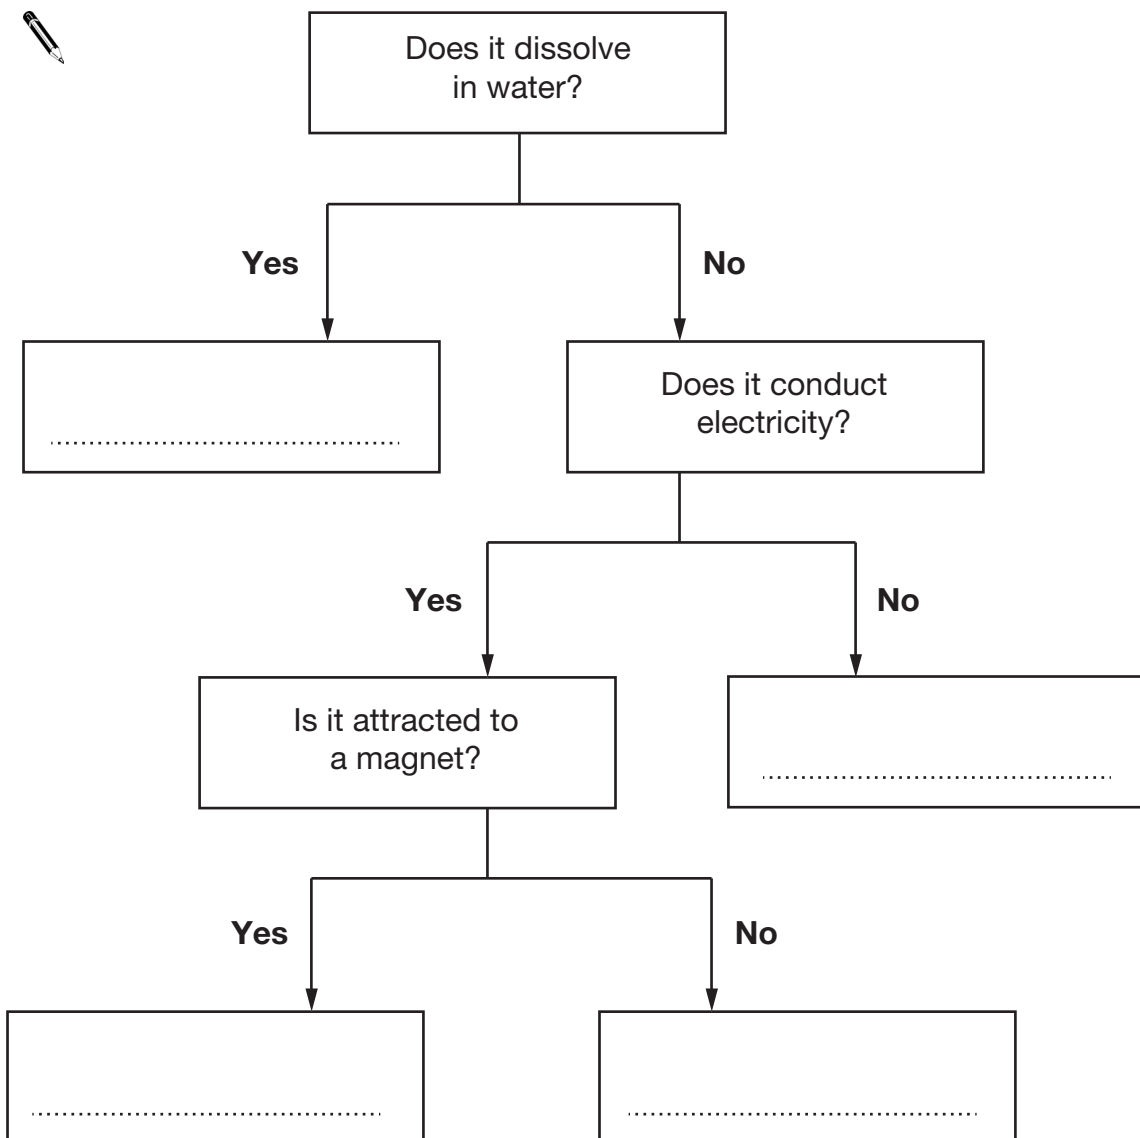 Does it dissolve
in water?
Yes
No
Does it conduct
electricity?
Yes
No
Is it attracted to
a magnet?
Yes
No